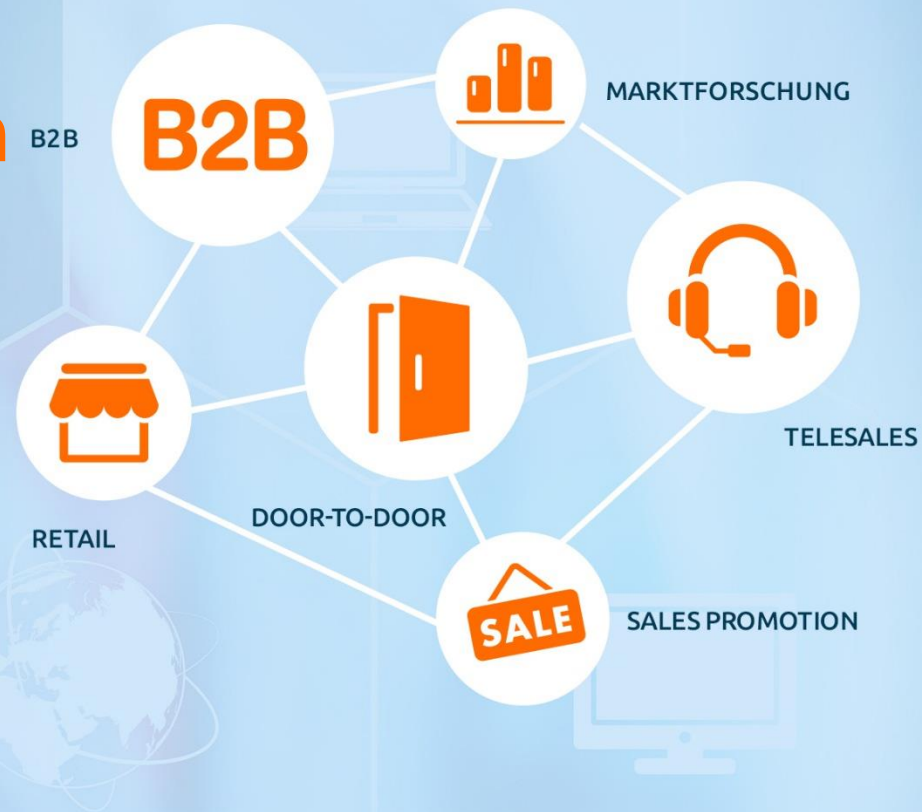 B2B
B2B
MARKTFORSCHUNG
TELESALES
DOOR-TO-DOOR
RETAIL
SALE
SALES PROMOTION